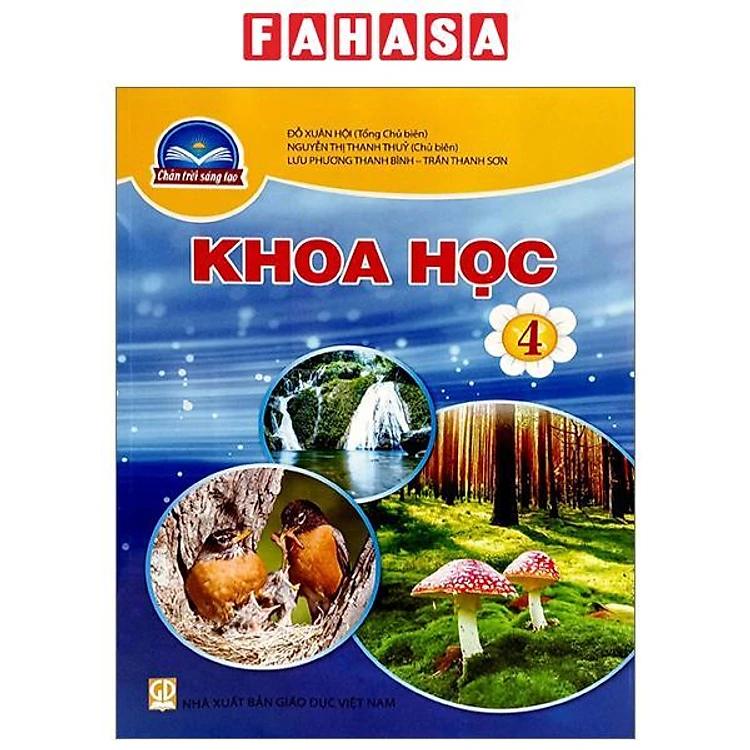 FAHASA
Chân trời sáng tạo
ĐỖ XUÂN HỘI (Tổng Chủ biên)
NGUYỄN THỊ THANH THUỶ (Chủ biên)
LƯU PHƯƠNG THANH BÌNH – TRẦN THANH SƠN
KHOA HỌC
4
GD
NHÀ XUẤT BẢN GIÁO DỤC VIỆT NAM